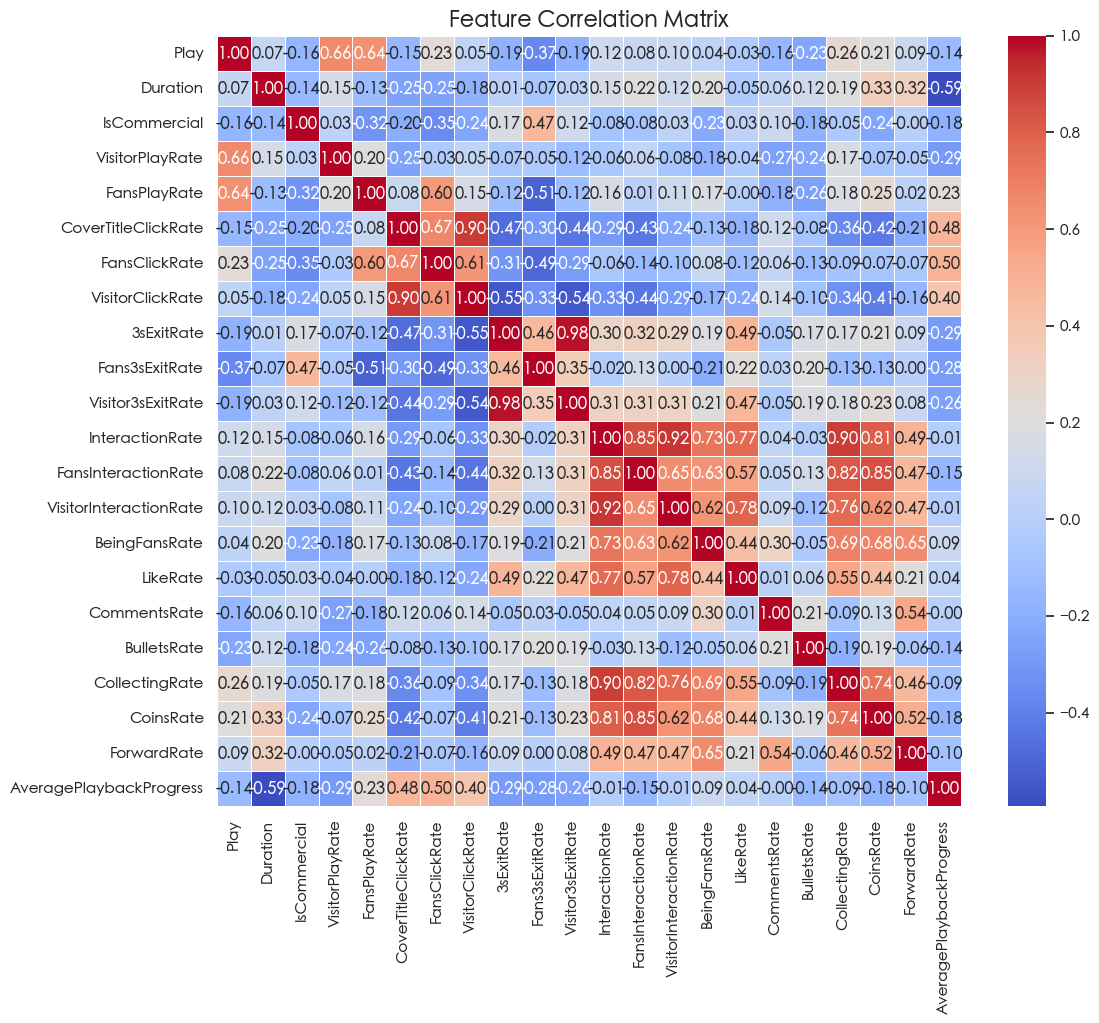 Feature Correlation Matrix
Play 1.00 0.07 -0.16 0.66 0.64 -0.15 0.23 0.05 -0.19 -0.37 -0.19 0.12 0.08 0.10 0.04 -0.03 -0.16 -0.23 0.26 0.21 0.09 -0.14
Duration 0.07 1.00 -0.14 0.15 -0.13 -0.25 -0.25 -0.18 0.01 -0.07 0.03 0.15 0.22 0.12 0.20 -0.05 0.06 0.12 0.19 0.33 0.32 -0.59
IsCommercial -0.16 -0.14 1.00 0.03 -0.32 -0.20 -0.35 -0.24 0.17 0.47 0.12 -0.08 -0.08 0.03 -0.23 0.03 0.10 -0.18 -0.05 -0.24 -0.00 -0.18
VisitorPlayRate 0.66 0.15 0.03 1.00 0.20 -0.25 -0.03 0.05 -0.07 -0.05 -0.12 -0.06 0.06 -0.08 -0.18 -0.04 -0.27 -0.24 0.17 -0.07 -0.05 -0.29
FansPlayRate 0.64 -0.13 -0.32 0.20 1.00 0.08 0.60 0.15 -0.12 -0.51 -0.12 0.16 0.01 0.11 0.17 -0.00 -0.18 -0.26 0.18 0.25 0.02 0.23
CoverTitleClickRate -0.15 -0.25 -0.20 -0.25 0.08 1.00 0.67 0.90 -0.47 -0.30 -0.44 -0.29 -0.43 -0.24 -0.13 -0.18 0.12 -0.08 -0.36 -0.42 -0.21 0.48
FansClickRate 0.23 -0.25 -0.35 -0.03 0.60 0.67 1.00 0.61 -0.31 -0.49 -0.29 -0.06 -0.14 -0.10 0.08 -0.12 0.06 -0.13 -0.09 -0.07 -0.07 0.50
VisitorClickRate 0.05 -0.18 -0.24 0.05 0.15 0.90 0.61 1.00 -0.55 -0.33 -0.54 -0.33 -0.44 -0.29 -0.17 -0.24 0.14 -0.10 -0.34 -0.41 -0.16 0.40
3sExitRate -0.19 0.01 0.17 -0.07 -0.12 -0.47 -0.31 -0.55 1.00 0.46 0.98 0.30 0.32 0.29 0.19 0.49 -0.05 0.17 0.17 0.21 0.09 -0.29
Fans3sExitRate -0.37 -0.07 0.47 -0.05 -0.51 -0.30 -0.49 -0.33 0.46 1.00 0.35 -0.02 0.13 0.00 -0.21 0.22 0.03 0.20 -0.13 -0.13 0.00 -0.28
Visitor3sExitRate -0.19 0.03 0.12 -0.12 -0.12 -0.44 -0.29 -0.54 0.98 0.35 1.00 0.31 0.31 0.31 0.21 0.47 -0.05 0.19 0.18 0.23 0.08 -0.26
InteractionRate 0.12 0.15 -0.08 -0.06 0.16 -0.29 -0.06 -0.33 0.30 -0.02 0.31 1.00 0.85 0.92 0.73 0.77 0.04 -0.03 0.90 0.81 0.49 -0.01
FansInteractionRate 0.08 0.22 -0.08 0.06 0.01 -0.43 -0.14 -0.44 0.32 0.13 0.31 0.85 1.00 0.65 0.63 0.57 0.05 0.13 0.82 0.85 0.47 -0.15
VisitorInteractionRate 0.10 0.12 0.03 -0.08 0.11 -0.24 -0.10 -0.29 0.29 0.00 0.31 0.92 0.65 1.00 0.62 0.78 0.09 -0.12 0.76 0.62 0.47 -0.01
BeingFansRate 0.04 0.20 -0.23 -0.18 0.17 -0.13 0.08 -0.17 0.19 -0.21 0.21 0.73 0.63 0.62 1.00 0.44 0.30 -0.05 0.69 0.68 0.65 0.09
LikeRate -0.03 -0.05 0.03 -0.04 -0.00 -0.18 -0.12 -0.24 0.49 0.22 0.47 0.77 0.57 0.78 0.44 1.00 0.01 0.06 0.55 0.44 0.21 0.04
CommentsRate -0.16 0.06 0.10 -0.27 -0.18 0.12 0.06 0.14 -0.05 0.03 -0.05 0.04 0.05 0.09 0.30 0.01 1.00 0.21 -0.09 0.13 0.54 -0.00
BulletsRate -0.23 0.12 -0.18 -0.24 -0.26 -0.08 -0.13 -0.10 0.17 0.20 0.19 -0.03 0.13 -0.12 -0.05 0.06 0.21 1.00 -0.19 0.19 -0.06 -0.14
CollectingRate 0.26 0.19 -0.05 0.17 0.18 -0.36 -0.09 -0.34 0.17 -0.13 0.18 0.90 0.82 0.76 0.69 0.55 -0.09 -0.19 1.00 0.74 0.46 -0.09
CoinsRate 0.21 0.33 -0.24 -0.07 0.25 -0.42 -0.07 -0.41 0.21 -0.13 0.23 0.81 0.85 0.62 0.68 0.44 0.13 0.19 0.74 1.00 0.52 -0.18
ForwardRate 0.09 0.32 -0.00 -0.05 0.02 -0.21 -0.07 -0.16 0.09 0.00 0.08 0.49 0.47 0.47 0.65 0.21 0.54 -0.06 0.46 0.52 1.00 -0.10
AveragePlaybackProgress -0.14 -0.59 -0.18 -0.29 0.23 0.48 0.50 0.40 -0.29 -0.28 -0.26 -0.01 -0.15 -0.01 0.09 0.04 -0.00 -0.14 -0.09 -0.18 -0.10 1.00
Play
Duration
IsCommercial
VisitorPlayRate
FansPlayRate
CoverTitleClickRate
FansClickRate
VisitorClickRate
3sExitRate
Fans3sExitRate
Visitor3sExitRate
InteractionRate
FansInteractionRate
VisitorInteractionRate
BeingFansRate
LikeRate
CommentsRate
BulletsRate
CollectingRate
CoinsRate
ForwardRate
AveragePlaybackProgress
1.0
0.8
0.6
0.4
0.2
0.0
−0.2
−0.4